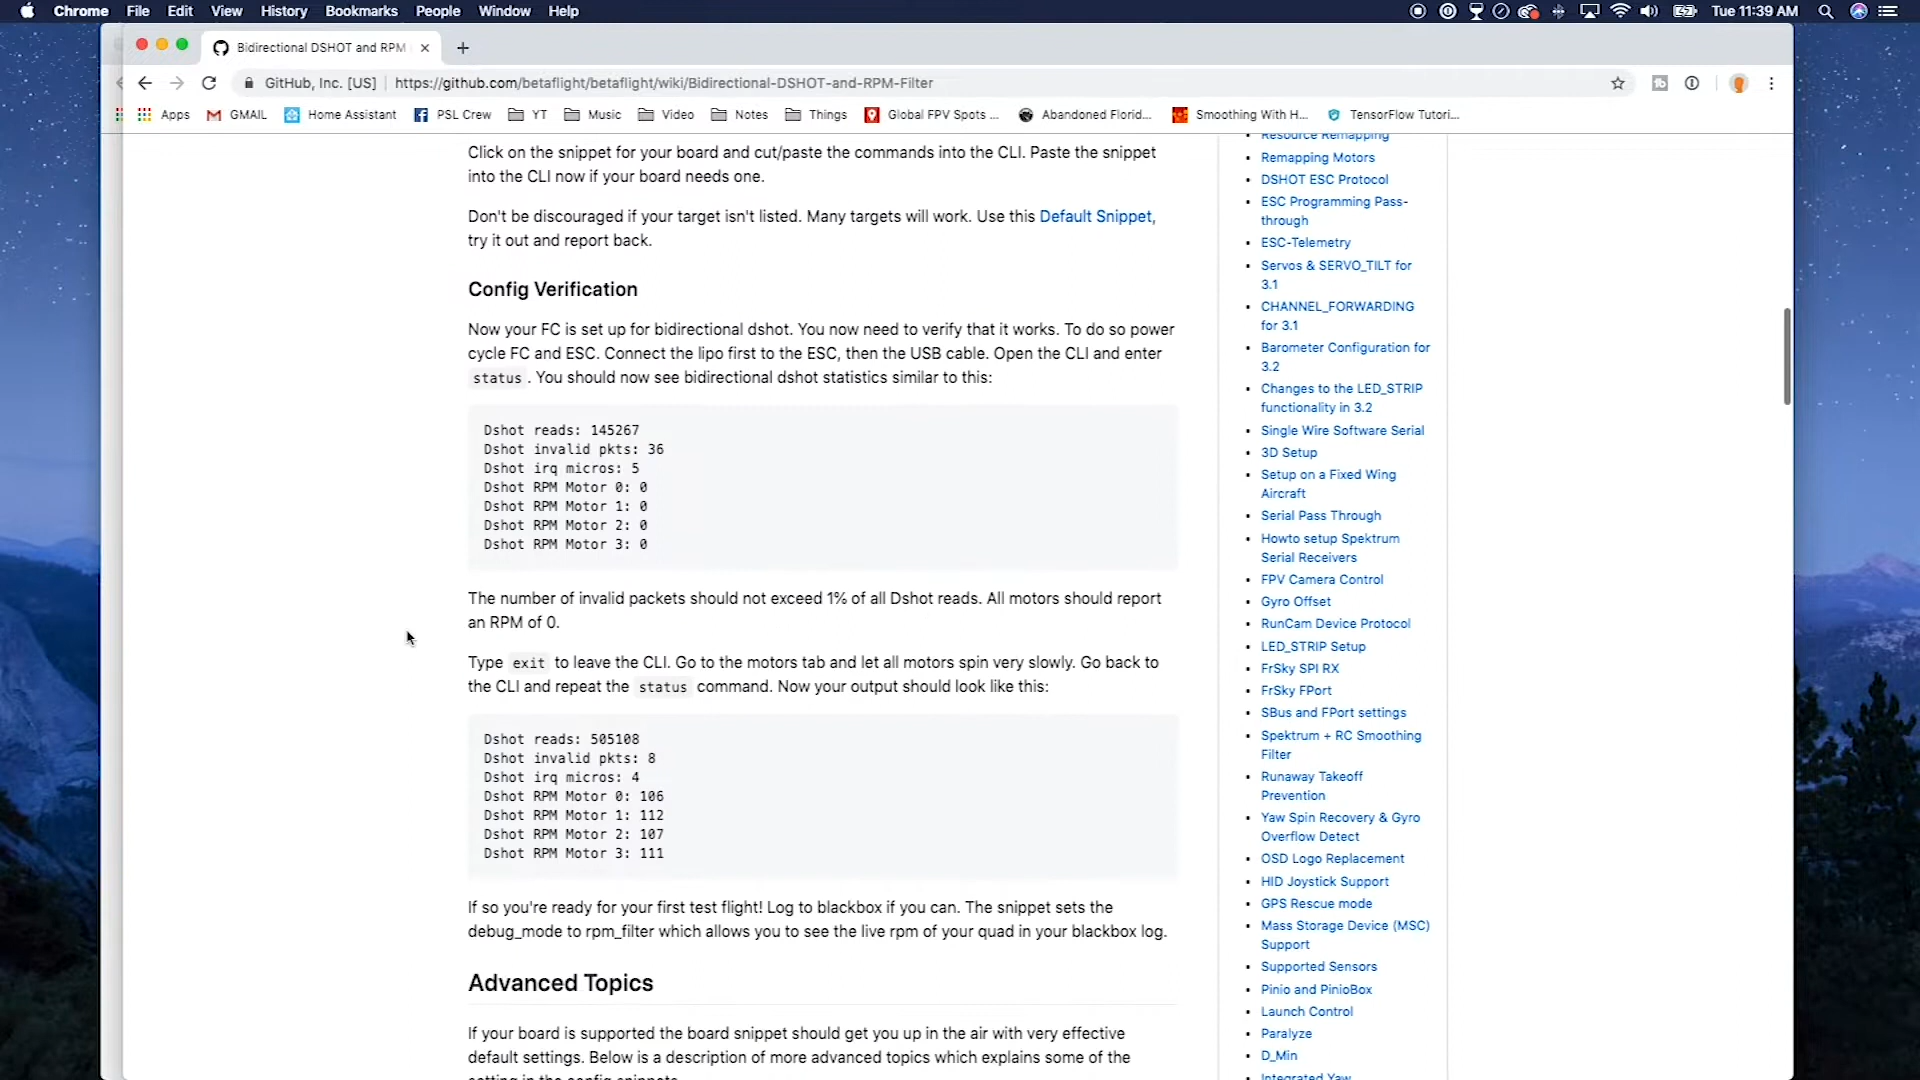 Chrome File Edit View History Bookmarks People Window Help Tue 11:39 AM
Bidirectional DSHOT and RPM
GitHub, Inc. [US] https://github.com/betaflight/betaflight/wiki/Bidirectional-DSHOT-and-RPM-Filter
Apps GMAIL Home Assistant PSL Crew YT Music Video Notes Things Global FPV Spots ... Abandoned Florid... Smoothing With H... TensorFlow Tutori...
Click on the snippet for your board and cut/paste the commands into the CLI. Paste the snippet
into the CLI now if your board needs one.
Don't be discouraged if your target isn't listed. Many targets will work. Use this Default Snippet,
try it out and report back.
Config Verification
Now your FC is set up for bidirectional dshot. You now need to verify that it works. To do so power
cycle FC and ESC. Connect the lipo first to the ESC, then the USB cable. Open the CLI and enter
status . You should now see bidirectional dshot statistics similar to this:
Dshot reads: 145267
Dshot invalid pkts: 36
Dshot irq micros: 5
Dshot RPM Motor 0: 0
Dshot RPM Motor 1: 0
Dshot RPM Motor 2: 0
Dshot RPM Motor 3: 0
The number of invalid packets should not exceed 1% of all Dshot reads. All motors should report
an RPM of 0.
Type exit to leave the CLI. Go to the motors tab and let all motors spin very slowly. Go back to
the CLI and repeat the status command. Now your output should look like this:
Dshot reads: 505108
Dshot invalid pkts: 8
Dshot irq micros: 4
Dshot RPM Motor 0: 106
Dshot RPM Motor 1: 112
Dshot RPM Motor 2: 107
Dshot RPM Motor 3: 111
If so you're ready for your first test flight! Log to blackbox if you can. The snippet sets the
debug_mode to rpm_filter which allows you to see the live rpm of your quad in your blackbox log.
Advanced Topics
If your board is supported the board snippet should get you up in the air with very effective
default settings. Below is a description of more advanced topics which explains some of the
setting in the config snippets.
Resource Remapping
Remapping Motors
DSHOT ESC Protocol
ESC Programming Pass-
through
ESC-Telemetry
Servos & SERVO_TILT for
3.1
CHANNEL_FORWARDING
for 3.1
Barometer Configuration for
3.2
Changes to the LED_STRIP
functionality in 3.2
Single Wire Software Serial
3D Setup
Setup on a Fixed Wing
Aircraft
Serial Pass Through
Howto setup Spektrum
Serial Receivers
FPV Camera Control
Gyro Offset
RunCam Device Protocol
LED_STRIP Setup
FrSky SPI RX
FrSky FPort
SBus and FPort settings
Spektrum + RC Smoothing
Filter
Runaway Takeoff
Prevention
Yaw Spin Recovery & Gyro
Overflow Detect
OSD Logo Replacement
HID Joystick Support
GPS Rescue mode
Mass Storage Device (MSC)
Support
Supported Sensors
Pinio and PinioBox
Launch Control
Paralyze
D_Min
Integrated Yaw